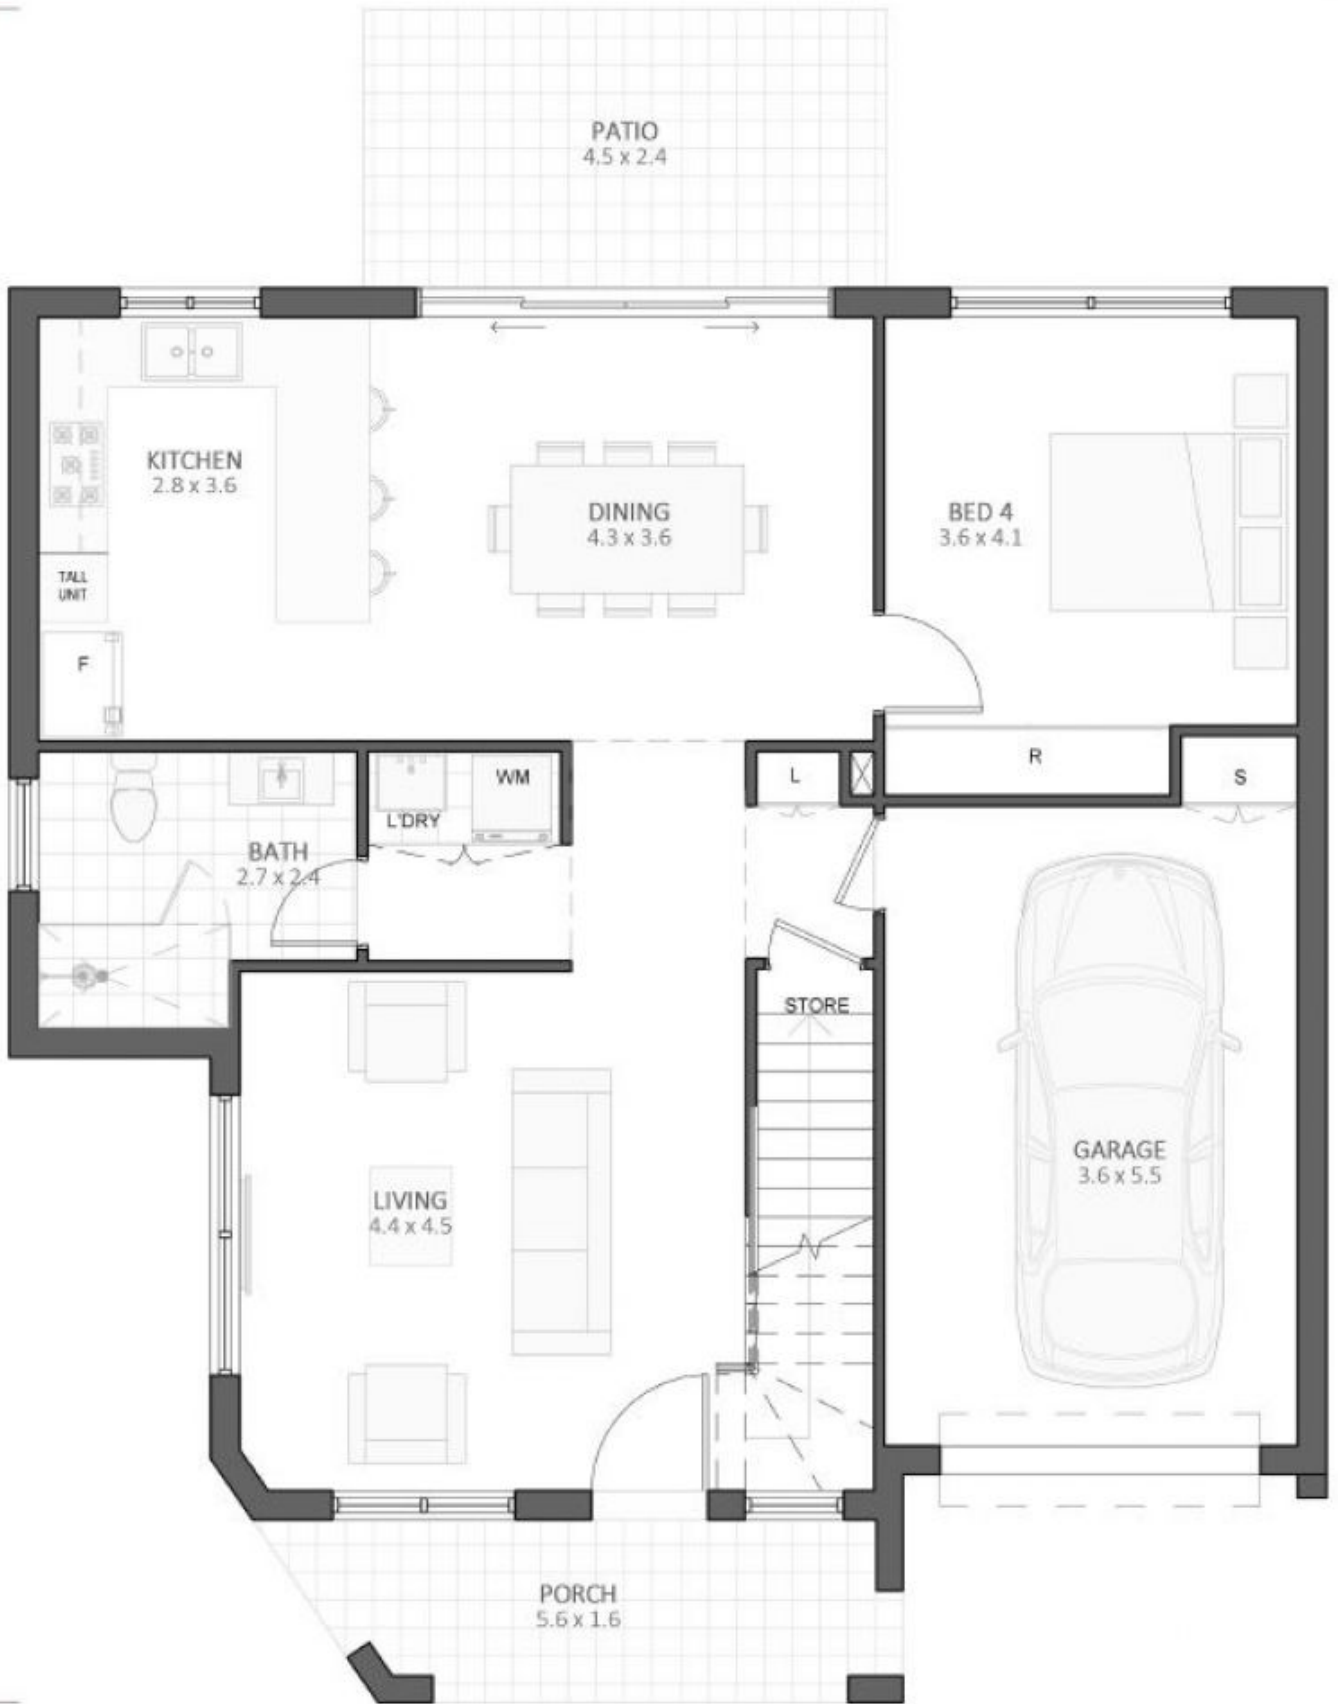 PATIO
4.5 x 2.4
KITCHEN
2.8 x 3.6
DINING
4.3 x 3.6
BED 4
3.6 x 4.1
TALL
UNIT
F
WM
L'DRY
L
R
S
BATH
2.7 x 2.4
STORE
LIVING
4.4 x 4.5
GARAGE
3.6 x 5.5
PORCH
5.6 x 1.6